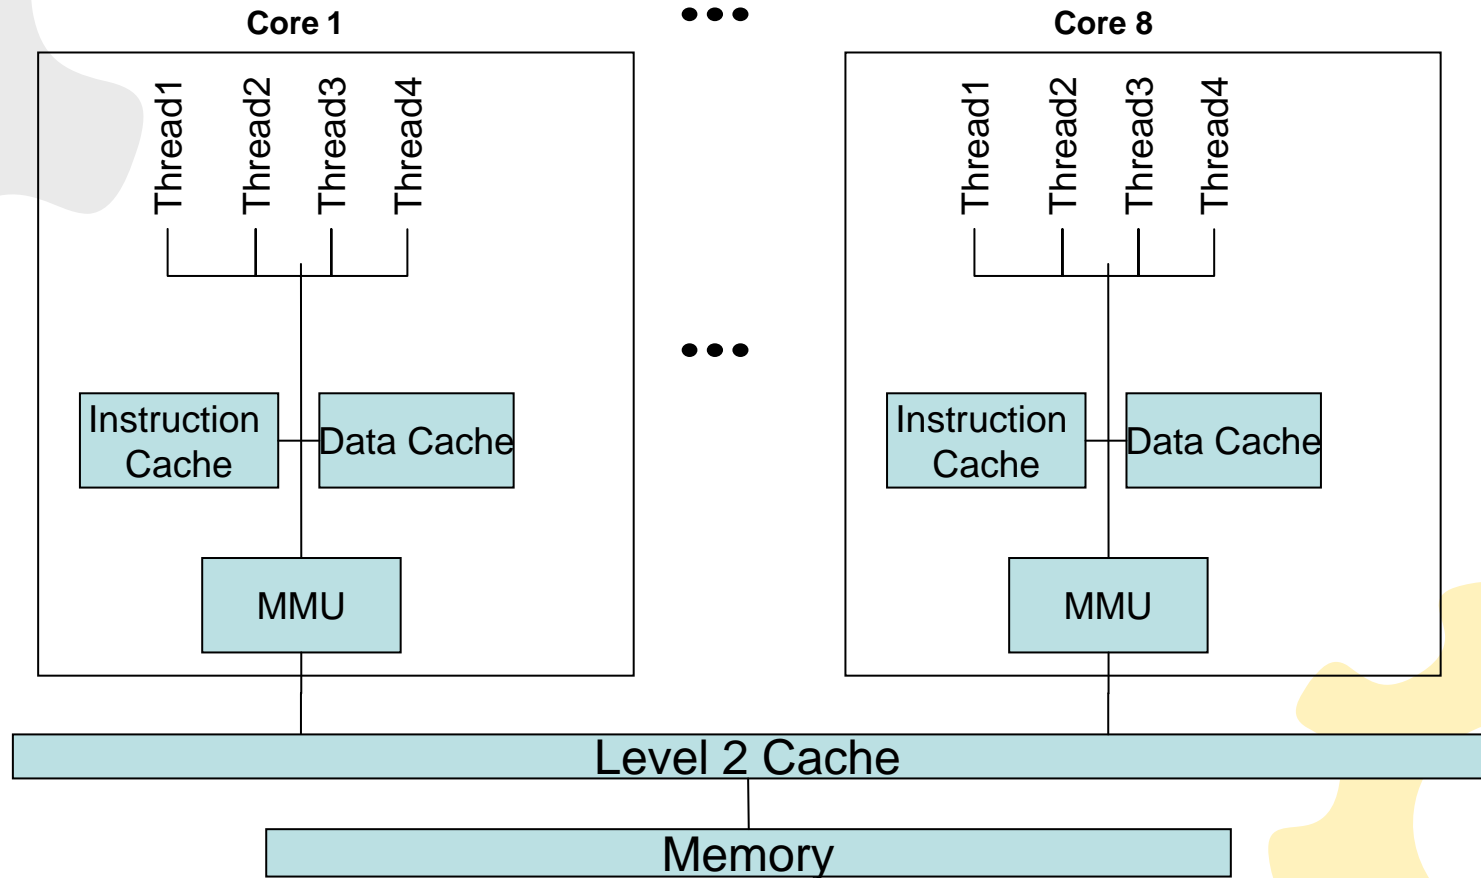 Core 1
•••
Core 8
Thread1
Thread2
Thread3
Thread4
Thread1
Thread2
Thread3
Thread4
•••
Instruction
Cache
Data Cache
Instruction
Cache
Data Cache
MMU
MMU
Level 2 Cache
Memory